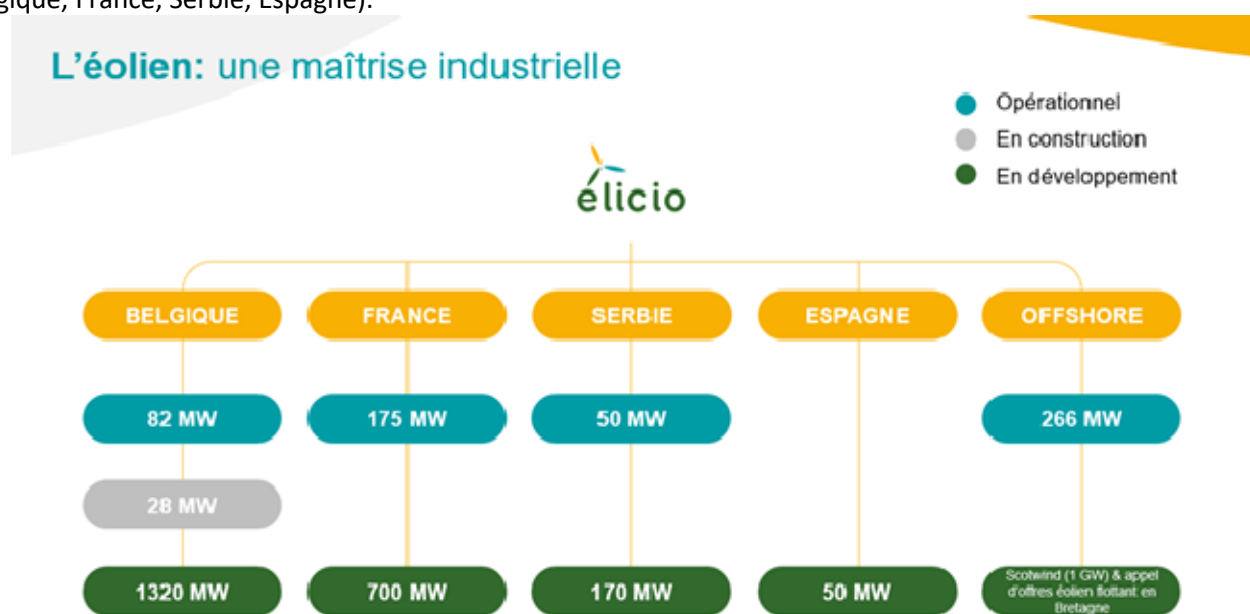 gique, France, Serbie, Espagne).
L'éolien: une maîtrise industrielle
Opérationnel
En construction
En développement
élicio
BELGIQUE
FRANCE
SERBIE
ESPAGNE
OFFSHORE
82 MW
175 MW
50 MW
266 MW
28 MW
1320 MW
700 MW
170 MW
50 MW
Scotwind (1 GW) & appel
d'offres éolien flottant en
Bretagne